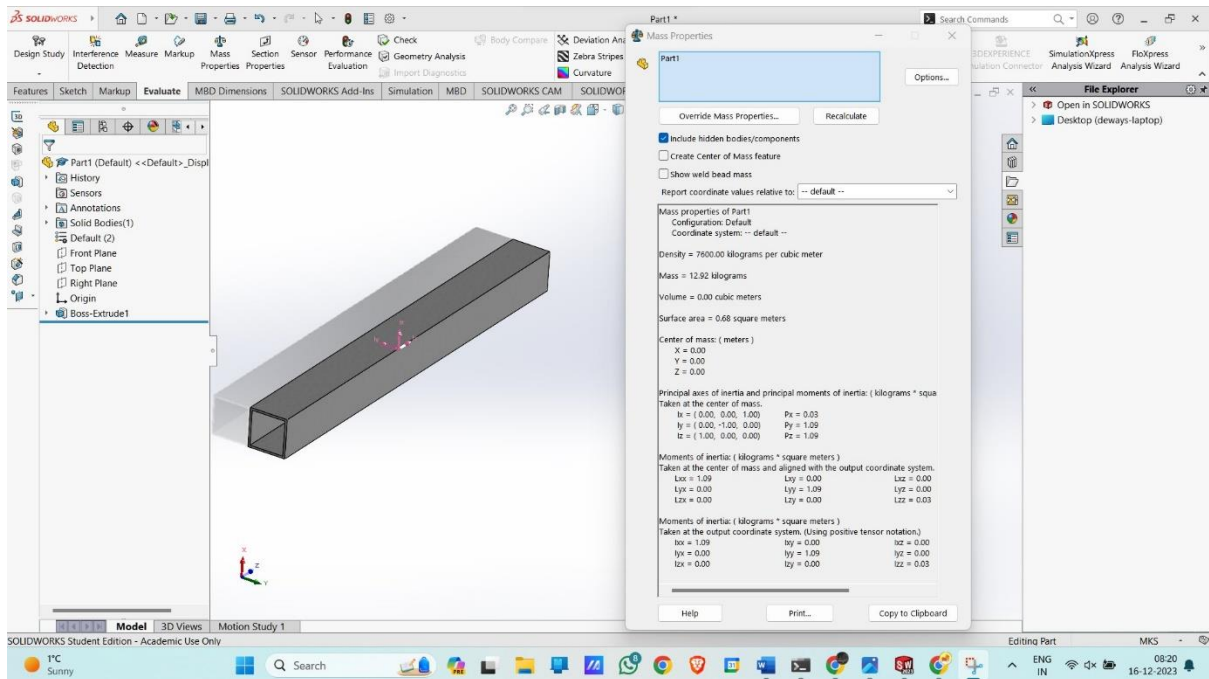 SOLIDWORKS
Part1 *
Search Commands
Design Study
Interference Detection
Measure
Markup
Mass Properties
Section Properties
Sensor
Performance Evaluation
Check
Geometry Analysis
Import Diagnostics
Body Compare
Deviation Ana
Zebra Stripes
Curvature
SimulationXpress Analysis Wizard
FloXpress Analysis Wizard
Features Sketch Markup Evaluate MBD Dimensions SOLIDWORKS Add-Ins Simulation MBD SOLIDWORKS CAM SOLIDWOR
Part1 (Default) <<Default>_Displ
History
Sensors
Annotations
Solid Bodies(1)
Default (2)
Front Plane
Top Plane
Right Plane
Origin
Boss-Extrude1
Mass Properties
Part1
Options...
Override Mass Properties... Recalculate
Include hidden bodies/components
Create Center of Mass feature
Show weld bead mass
Report coordinate values relative to: -- default --
Mass properties of Part1
Configuration: Default
Coordinate system: -- default --
Density = 7600.00 kilograms per cubic meter
Mass = 12.92 kilograms
Volume = 0.00 cubic meters
Surface area = 0.68 square meters
Center of mass: ( meters )
X = 0.00
Y = 0.00
Z = 0.00
Principal axes of inertia and principal moments of inertia: ( kilograms * squa
Taken at the center of mass.
Ix = ( 0.00, 0.00, 1.00) Px = 0.03
Iy = ( 0.00, -1.00, 0.00) Py = 1.09
Iz = ( 1.00, 0.00, 0.00) Pz = 1.09
Moments of inertia: ( kilograms * square meters )
Taken at the center of mass and aligned with the output coordinate system.
Lxx = 1.09 Lxy = 0.00 Lxz = 0.00
Lyx = 0.00 Lyy = 1.09 Lyz = 0.00
Lzx = 0.00 Lzy = 0.00 Lzz = 0.03
Moments of inertia: ( kilograms * square meters )
Taken at the output coordinate system. (Using positive tensor notation.)
Ixx = 1.09 Ixy = 0.00 Ixz = 0.00
Iyx = 0.00 Iyy = 1.09 Iyz = 0.00
Izx = 0.00 Izy = 0.00 Izz = 0.03
Help Print... Copy to Clipboard
File Explorer
Open in SOLIDWORKS
Desktop (deways-laptop)
X
Z
Y
Model 3D Views Motion Study 1
SOLIDWORKS Student Edition - Academic Use Only
Editing Part MKS
1°C
Sunny
Search
ENG
IN
08:20
16-12-2023